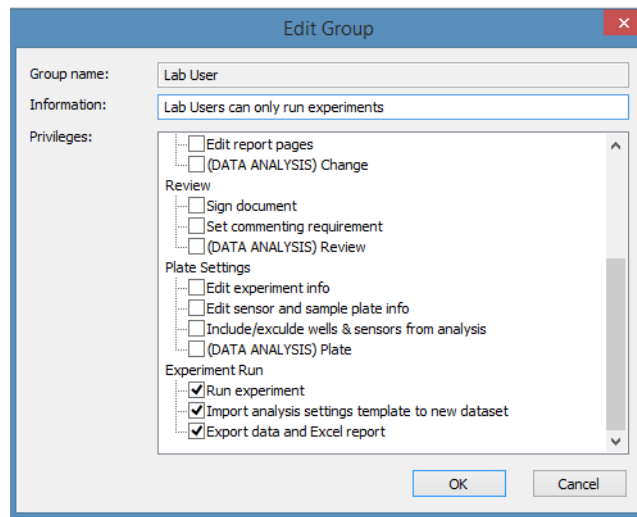 Edit Group
Group name: Lab User
Information: Lab Users can only run experiments
Privileges:
Edit report pages
(DATA ANALYSIS) Change
Review
Sign document
Set commenting requirement
(DATA ANALYSIS) Review
Plate Settings
Edit experiment info
Edit sensor and sample plate info
Include/exculde wells & sensors from analysis
(DATA ANALYSIS) Plate
Experiment Run
Run experiment
Import analysis settings template to new dataset
Export data and Excel report
OK Cancel